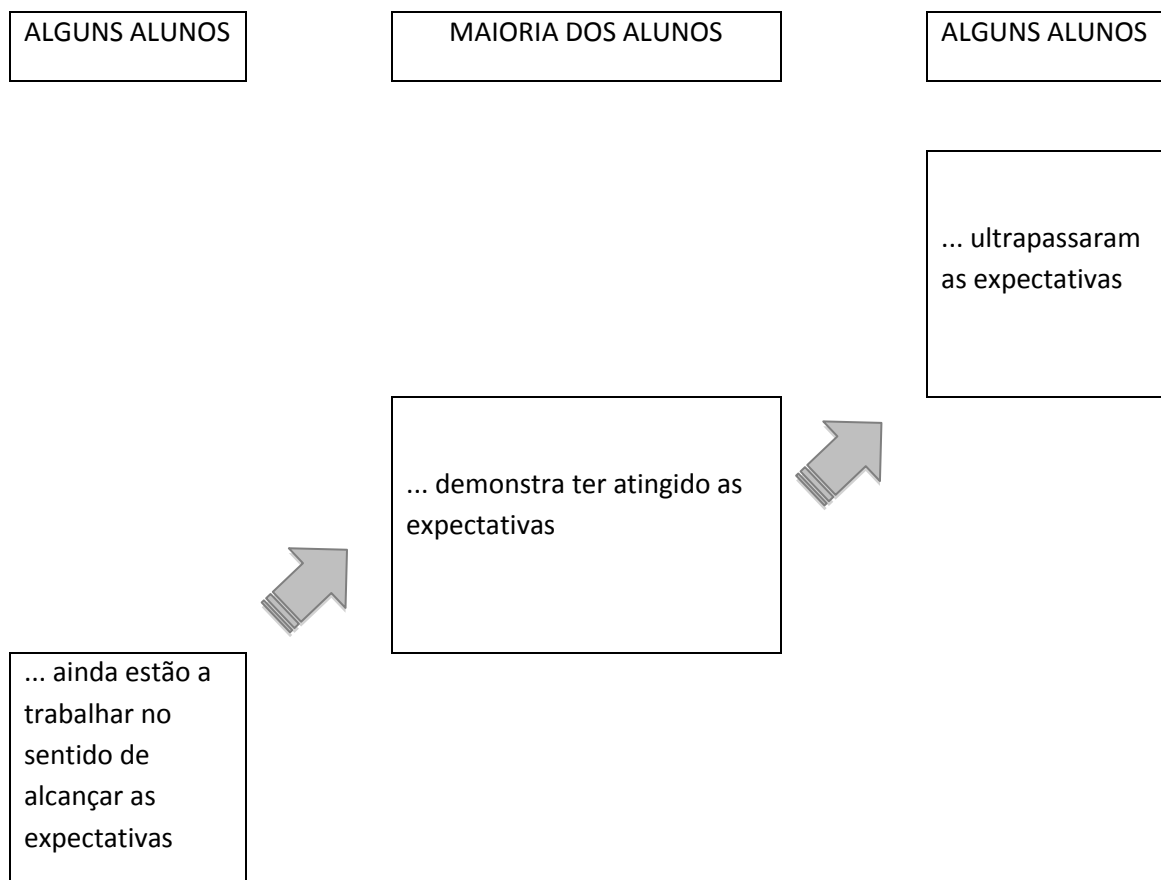 ALGUNS ALUNOS
MAIORIA DOS ALUNOS
ALGUNS ALUNOS
... ultrapassaram
as expectativas
... demonstra ter atingido as
expectativas
... ainda estão a
trabalhar no
sentido de
alcançar as
expectativas